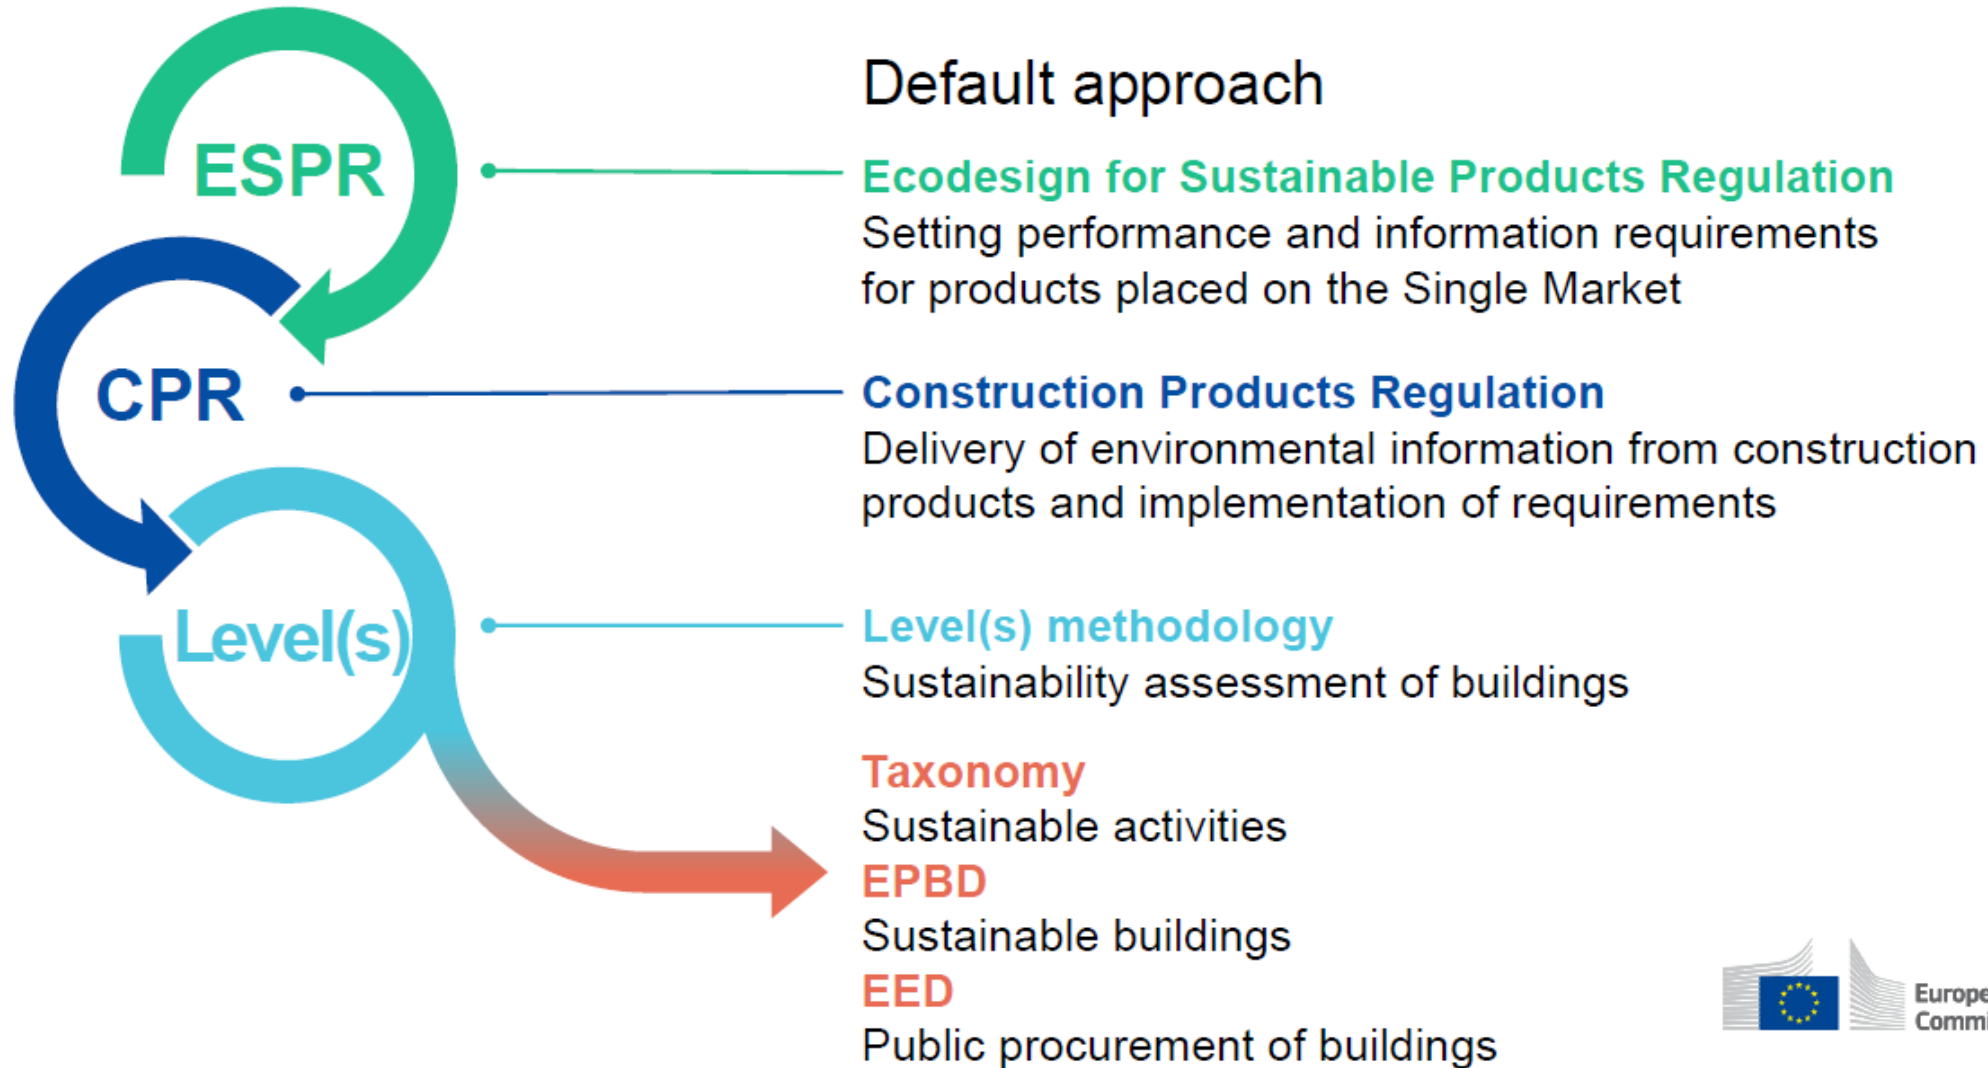 Default approach
ESPR
Ecodesign for Sustainable Products Regulation
Setting performance and information requirements
for products placed on the Single Market
CPR
Construction Products Regulation
Delivery of environmental information from construction
products and implementation of requirements
Level(s)
Level(s) methodology
Sustainability assessment of buildings
Taxonomy
Sustainable activities
EPBD
Sustainable buildings
EED
Public procurement of buildings